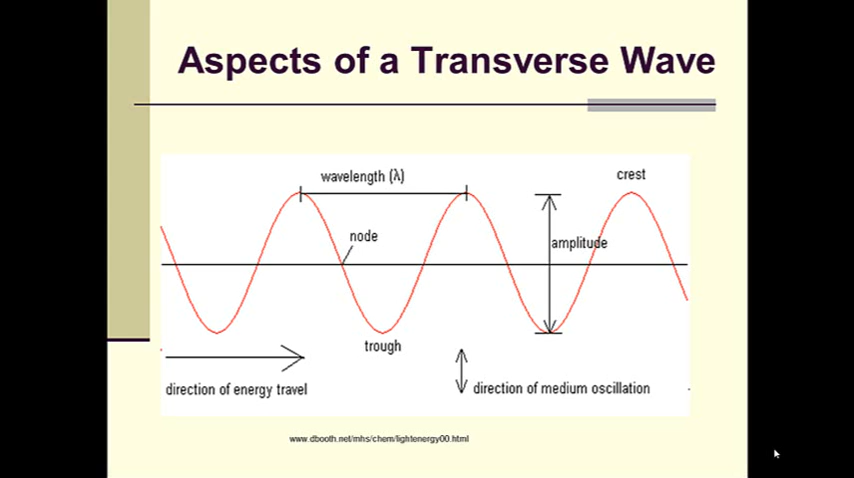 Aspects of a Transverse Wave
wavelength (λ)
crest
node
amplitude
trough
direction of energy travel
direction of medium oscillation
www.dbooth.net/mhs/chem/lightenergy00.html